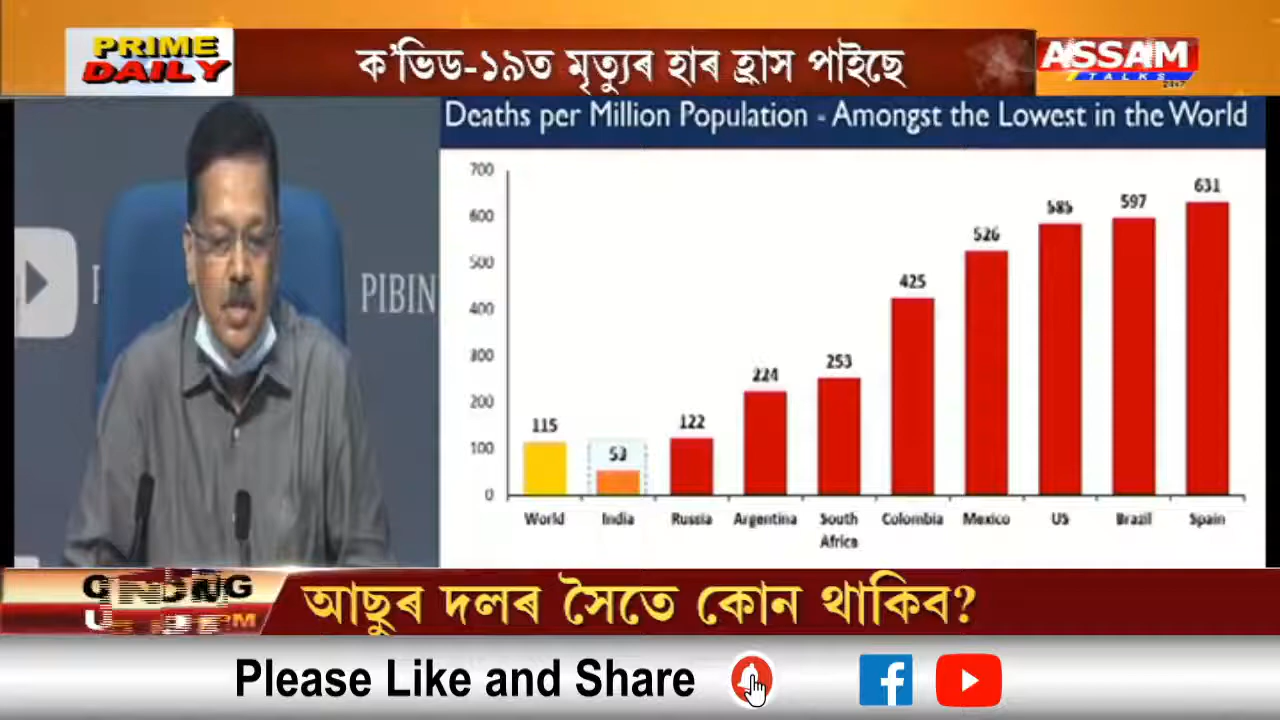 PRIME
DAILY
ক'ভিড-১৯ত মৃত্যুৰ হাৰ হ্ৰাস পাইছে
ASSAM
TALKS
24x7
Deaths per Million Population - Amongst the Lowest in the World
PIBIN
700
600
500
400
300
200
100
0
115
53
122
224
253
425
526
585
597
631
World
India
Russia
Argentina
South
Africa
Colombia
Mexico
US
Brazil
Spain
আছুৰ দলৰ সৈতে কোন থাকিব?
Please Like and Share